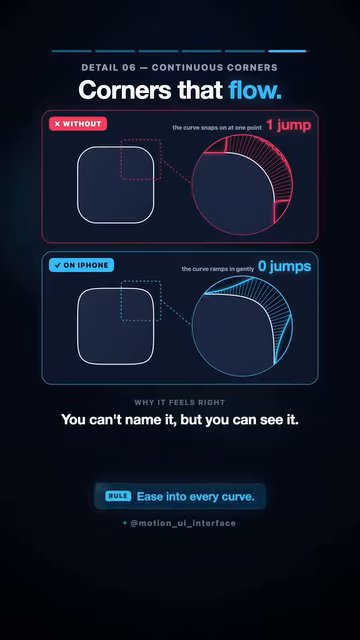 DETAIL 06 — CONTINUOUS CORNERS
Corners that flow.
× WITHOUT
the curve snaps on at one point 1 jump
✓ ON IPHONE
the curve ramps in gently 0 jumps
WHY IT FEELS RIGHT
You can't name it, but you can see it.
RULE Ease into every curve.
@motion_ui_interface